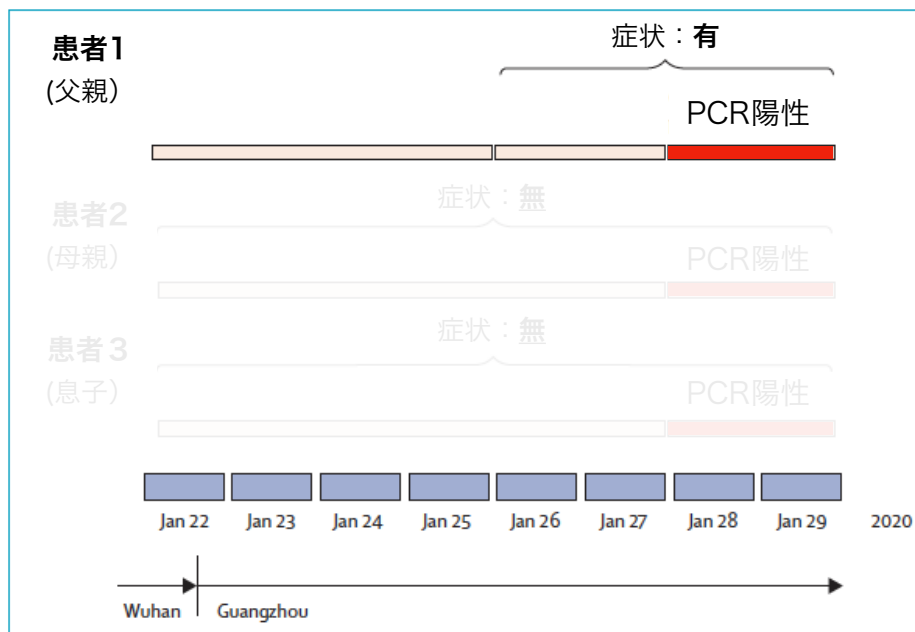 患者1
(父親）
症状：有
PCR陽性
患者2
(母親）
症状：無
PCR陽性
患者３
(息子）
症状：無
PCR陽性
Jan 22 Jan 23 Jan 24 Jan 25 Jan 26 Jan 27 Jan 28 Jan 29 2020
Wuhan Guangzhou